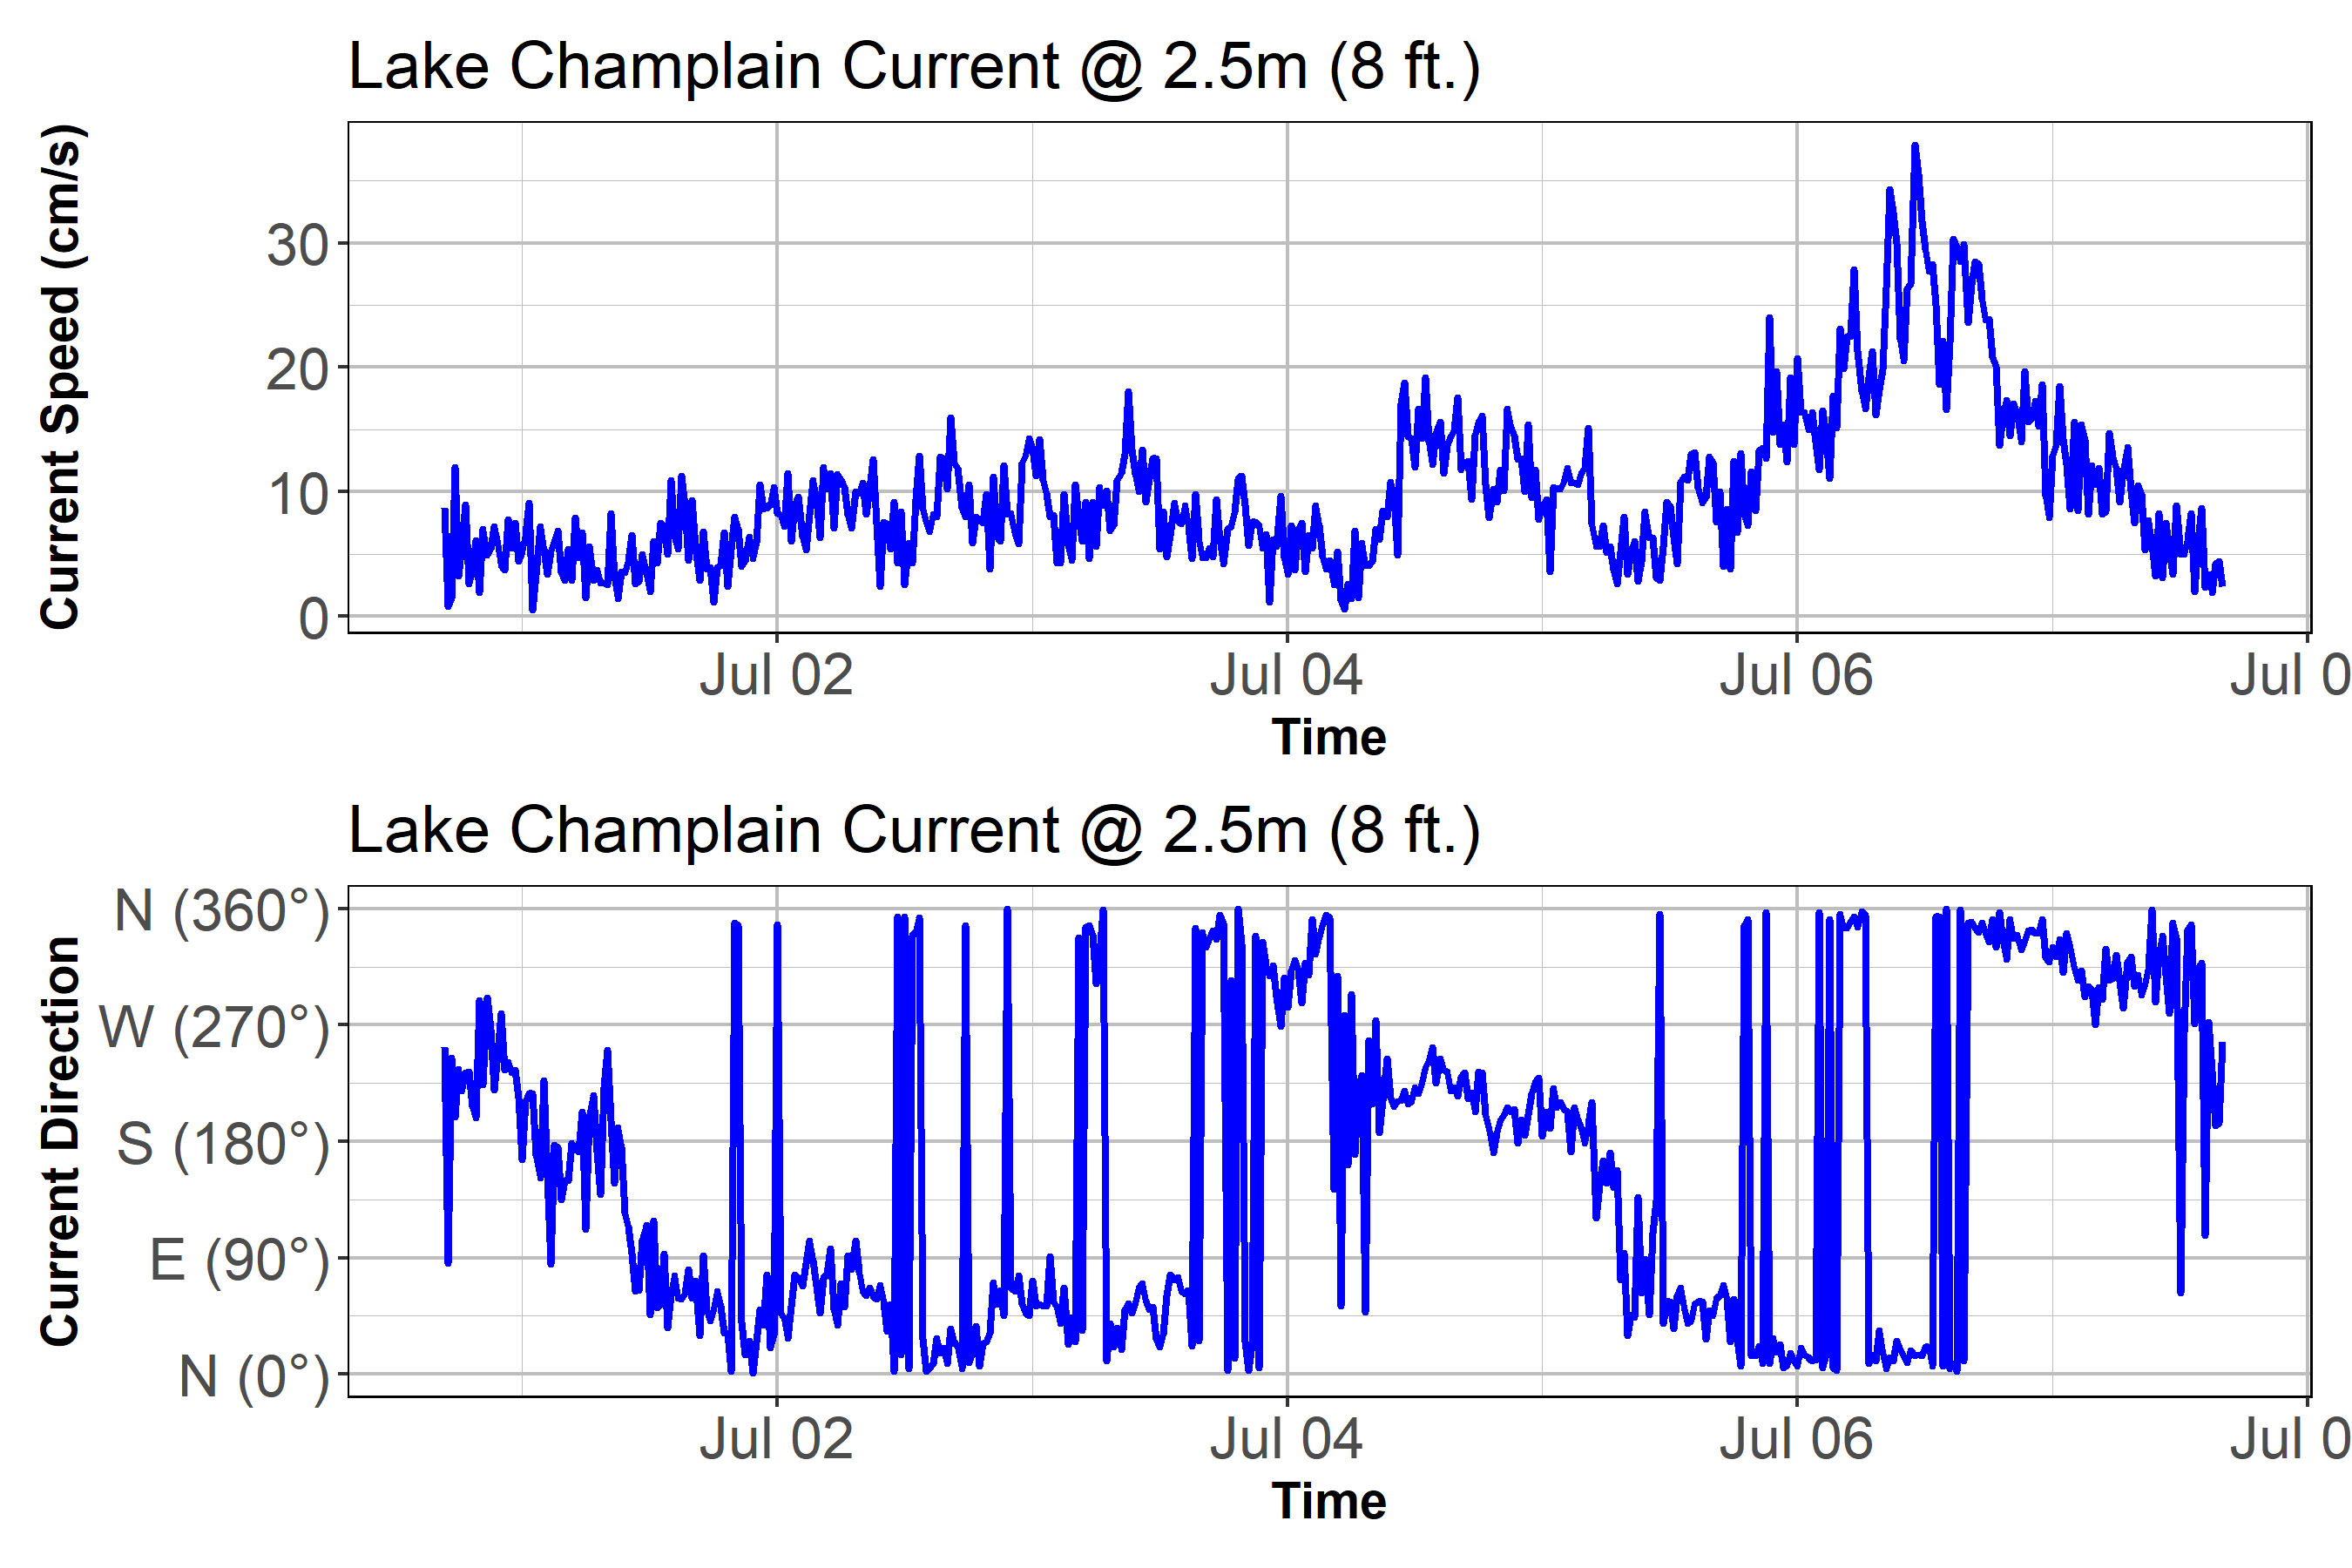 Lake Champlain Current @ 2.5m (8 ft.)
Current Speed (cm/s)
30
20
10
0
Jul 02 Jul 04 Jul 06 Jul 0
Time
Lake Champlain Current @ 2.5m (8 ft.)
Current Direction
N (360°)
W (270°)
S (180°)
E (90°)
N (0°)
Jul 02 Jul 04 Jul 06 Jul 0
Time